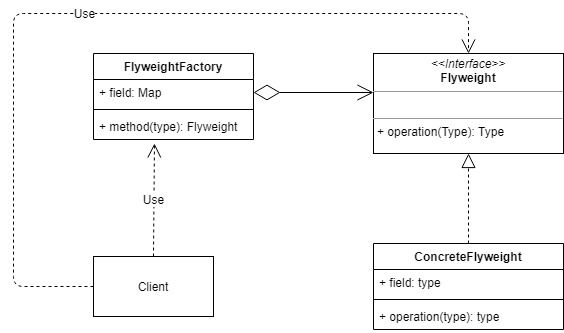 Use
FlyweightFactory
+ field: Map
+ method(type): Flyweight
<<Interface>>
Flyweight
+ operation(Type): Type
Use
Client
ConcreteFlyweight
+ field: type
+ operation(type): type